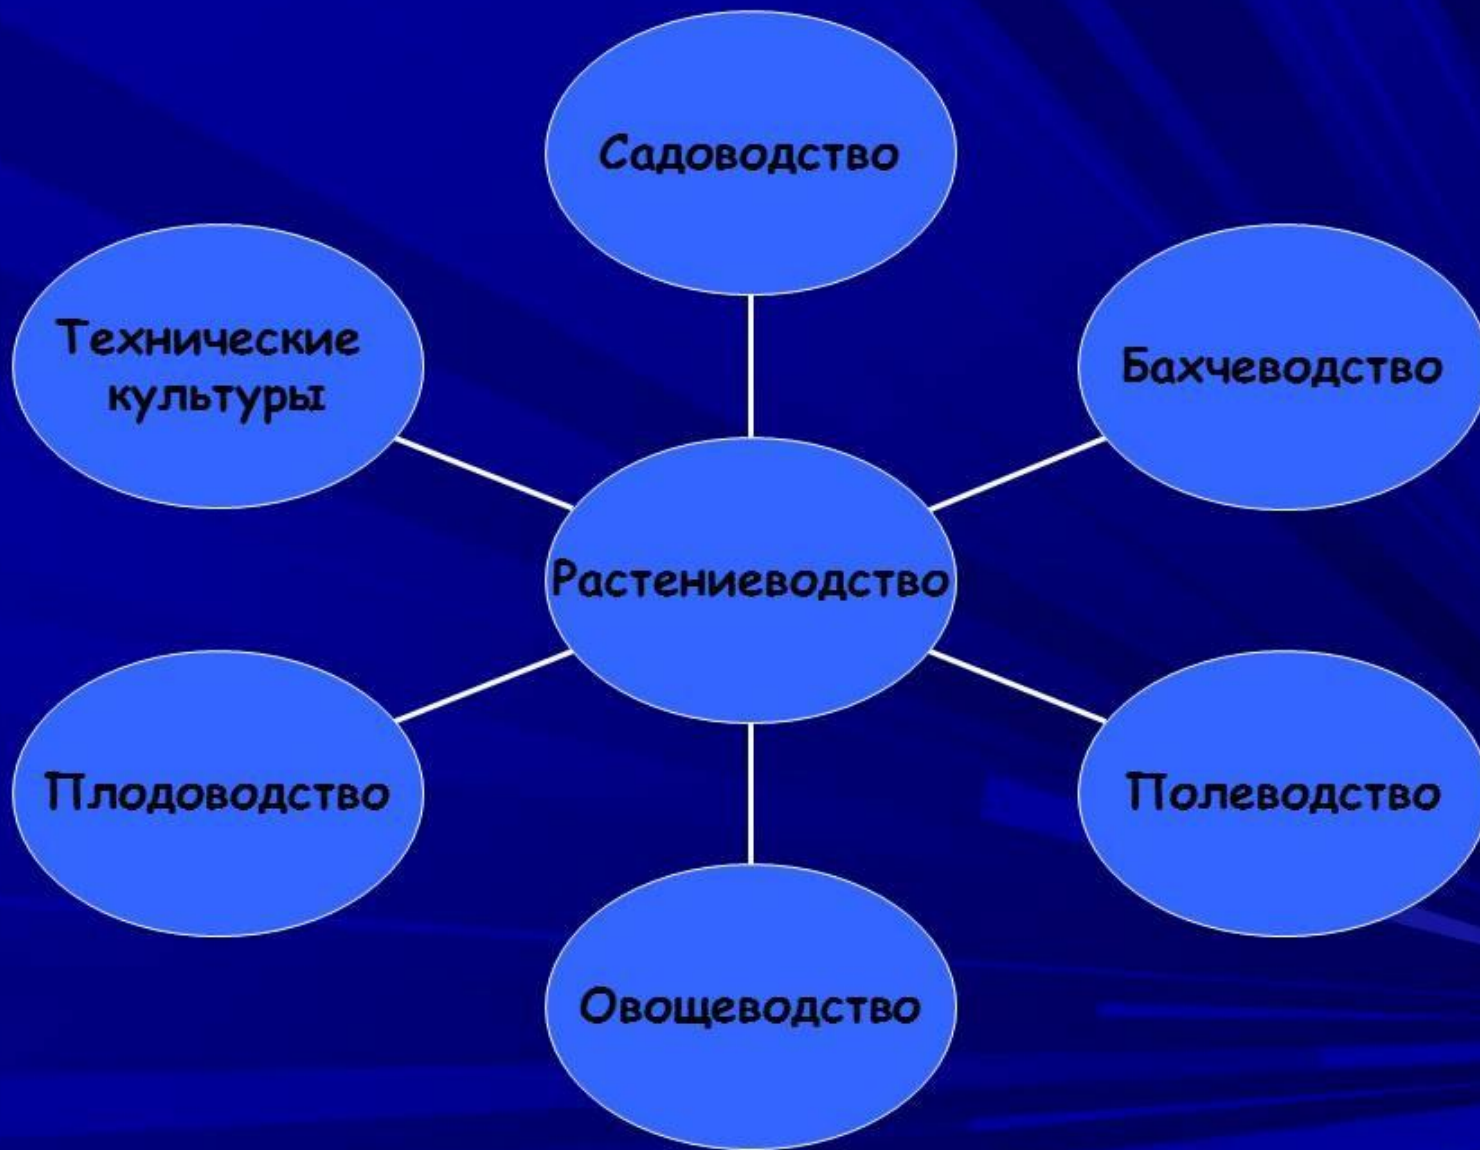 Садоводство
Технические
культуры
Бахчеводство
Растениеводство
Плодоводство
Полеводство
Овощеводство